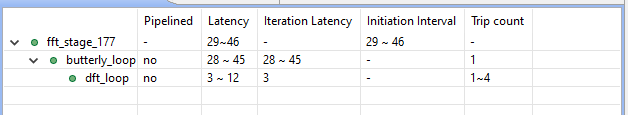 Pipelined Latency Iteration Latency Initiation Interval Trip count
fft_stage_177 - 29~46 - 29 ~ 46 -
butterly_loop no 28 ~ 45 28 ~ 45 - 1
dft_loop no 3 ~ 12 3 - 1~4